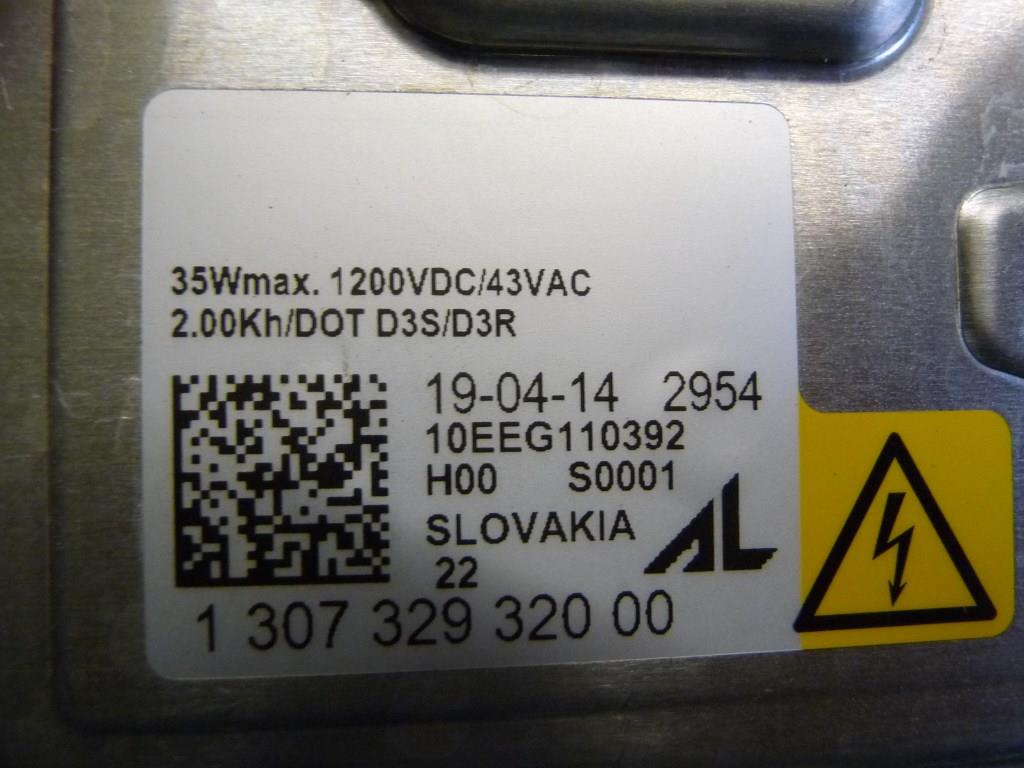 35Wmax. 1200VDC/43VAC
2.00Kh/DOT D3S/D3R
19-04-14 2954
10EEG110392
H00 S0001
SLOVAKIA
AL
22
1 307 329 320 00